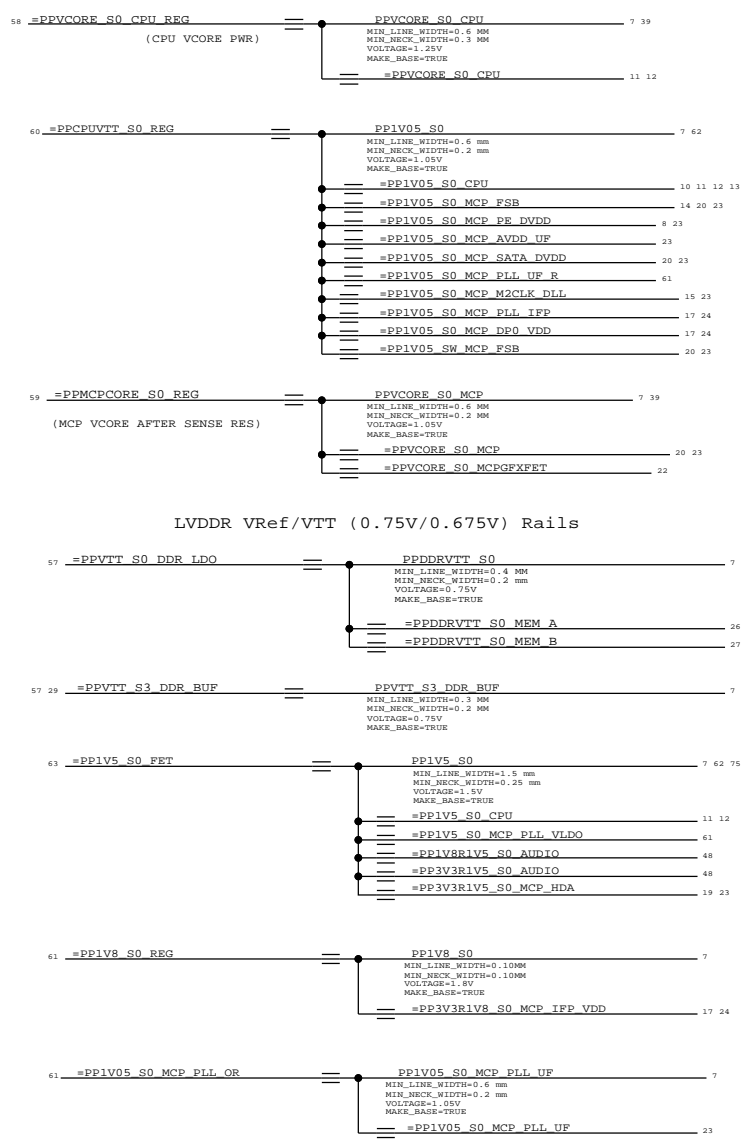 58 =PPVCORE_S0_CPU_REG PPVCORE_S0_CPU 7 39
(CPU VCORE PWR)
MIN_LINE_WIDTH=0.6 MM
MIN_NECK_WIDTH=0.3 MM
VOLTAGE=1.25V
MAKE_BASE=TRUE
=PPVCORE_S0_CPU 11 12
60 =PPCPUVTT_S0_REG PP1V05_S0 7 62
MIN_LINE_WIDTH=0.6 mm
MIN_NECK_WIDTH=0.2 mm
VOLTAGE=1.05V
MAKE_BASE=TRUE
=PP1V05_S0_CPU 10 11 12 13
=PP1V05_S0_MCP_FSB 14 20 23
=PP1V05_S0_MCP_PE_DVDD 8 23
=PP1V05_S0_MCP_AVDD_UF 23
=PP1V05_S0_MCP_SATA_DVDD 20 23
=PP1V05_S0_MCP_PLL_UF_R 61
=PP1V05_S0_MCP_M2CLK_DLL 15 23
=PP1V05_S0_MCP_PLL_IFP 17 24
=PP1V05_S0_MCP_DP0_VDD 17 24
=PP1V05_SW_MCP_FSB 20 23
59 =PPMCPCORE_S0_REG PPVCORE_S0_MCP 7 39
MIN_LINE_WIDTH=0.6 MM
MIN_NECK_WIDTH=0.2 MM
VOLTAGE=1.05V
MAKE_BASE=TRUE
(MCP VCORE AFTER SENSE RES)
=PPVCORE_S0_MCP 20 23
=PPVCORE_S0_MCPGFXFET 22
LVDDR VRef/VTT (0.75V/0.675V) Rails
57 =PPVTT_S0_DDR_LDO PPDDRVTT_S0 7
MIN_LINE_WIDTH=0.4 MM
MIN_NECK_WIDTH=0.2 mm
VOLTAGE=0.75V
MAKE_BASE=TRUE
=PPDDRVTT_S0_MEM_A 26
=PPDDRVTT_S0_MEM_B 27
57 29 =PPVTT_S3_DDR_BUF PPVTT_S3_DDR_BUF 7
MIN_LINE_WIDTH=0.3 MM
MIN_NECK_WIDTH=0.2 MM
VOLTAGE=0.75V
MAKE_BASE=TRUE
63 =PP1V5_S0_FET PP1V5_S0 7 62 75
MIN_LINE_WIDTH=1.5 mm
MIN_NECK_WIDTH=0.25 mm
VOLTAGE=1.5V
MAKE_BASE=TRUE
=PP1V5_S0_CPU 11 12
=PP1V5_S0_MCP_PLL_VLDO 61
=PP1V8R1V5_S0_AUDIO 48
=PP3V3R1V5_S0_AUDIO 48
=PP3V3R1V5_S0_MCP_HDA 19 23
61 =PP1V8_S0_REG PP1V8_S0 7
MIN_LINE_WIDTH=0.10MM
MIN_NECK_WIDTH=0.10MM
VOLTAGE=1.8V
MAKE_BASE=TRUE
=PP3V3R1V8_S0_MCP_IFP_VDD 17 24
61 =PP1V05_S0_MCP_PLL_OR PP1V05_S0_MCP_PLL_UF 7
MIN_LINE_WIDTH=0.6 mm
MIN_NECK_WIDTH=0.2 mm
VOLTAGE=1.05V
MAKE_BASE=TRUE
=PP1V05_S0_MCP_PLL_UF 23